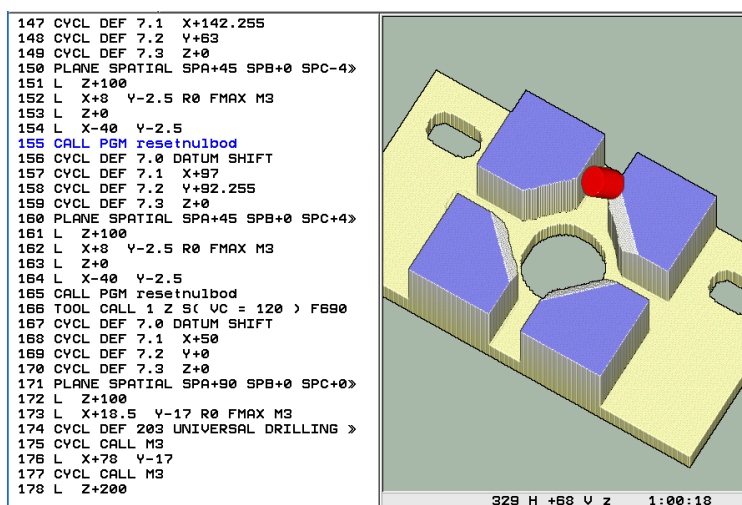 147 CYCL DEF 7.1 X+142.255
148 CYCL DEF 7.2 Y+63
149 CYCL DEF 7.3 Z+0
150 PLANE SPATIAL SPA+45 SPB+0 SPC-4»
151 L Z+100
152 L X+8 Y-2.5 R0 FMAX M3
153 L Z+0
154 L X-40 Y-2.5
155 CALL PGM resetnulbod
156 CYCL DEF 7.0 DATUM SHIFT
157 CYCL DEF 7.1 X+97
158 CYCL DEF 7.2 Y+92.255
159 CYCL DEF 7.3 Z+0
160 PLANE SPATIAL SPA+45 SPB+0 SPC+4»
161 L Z+100
162 L X+8 Y-2.5 R0 FMAX M3
163 L Z+0
164 L X-40 Y-2.5
165 CALL PGM resetnulbod
166 TOOL CALL 1 Z S( VC = 120 ) F690
167 CYCL DEF 7.0 DATUM SHIFT
168 CYCL DEF 7.1 X+50
169 CYCL DEF 7.2 Y+0
170 CYCL DEF 7.3 Z+0
171 PLANE SPATIAL SPA+90 SPB+0 SPC+0»
172 L Z+100
173 L X+18.5 Y-17 R0 FMAX M3
174 CYCL DEF 203 UNIVERSAL DRILLING »
175 CYCL CALL M3
176 L X+78 Y-17
177 CYCL CALL M3
178 L Z+200
329 H +68 V z 1:00:18